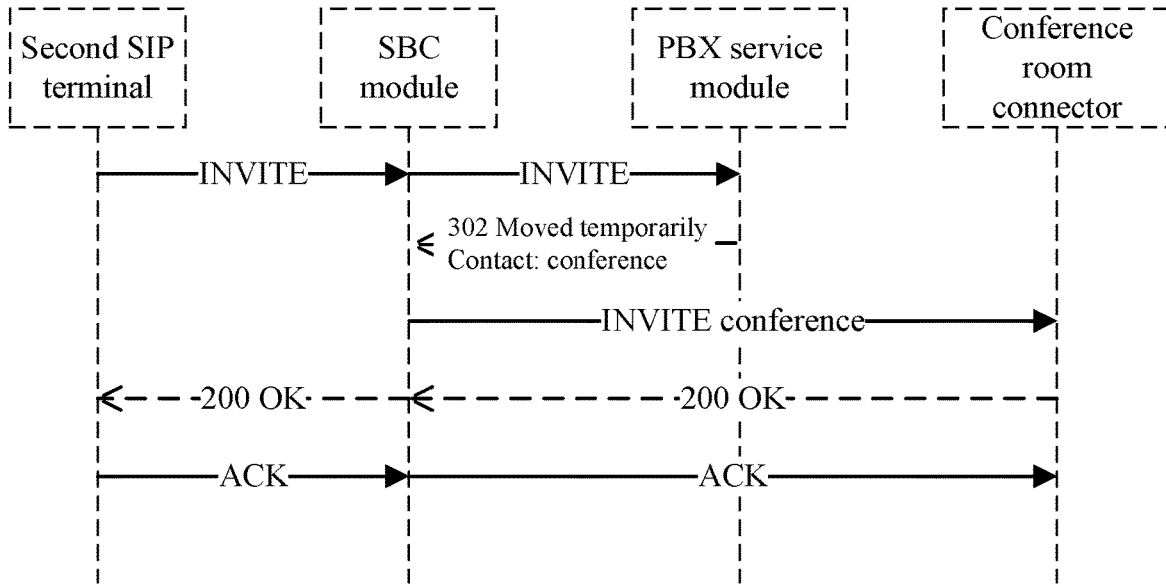 Second SIP
terminal
SBC
module
PBX service
module
Conference
room
connector
INVITE
INVITE
302 Moved temporarily
Contact: conference
INVITE conference
200 OK
200 OK
ACK
ACK